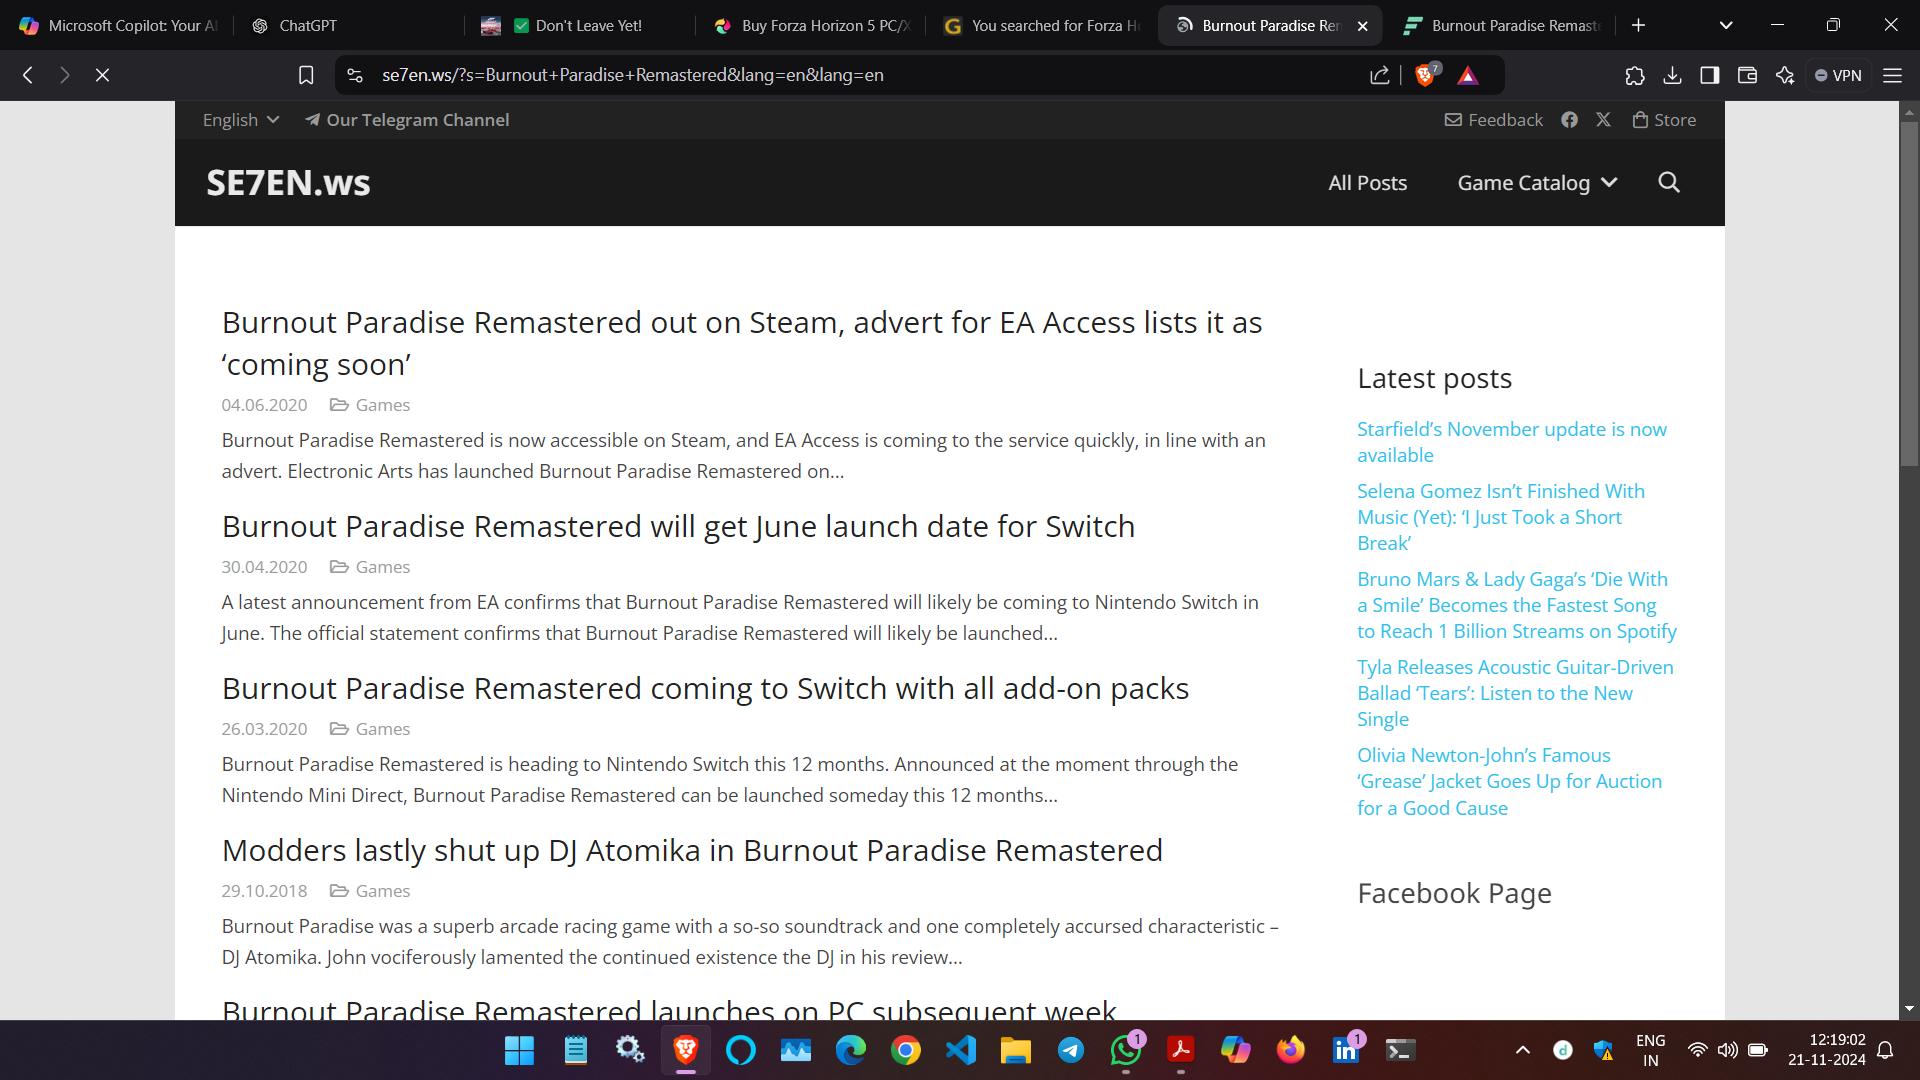 Microsoft Copilot: Your AI
ChatGPT
✅ Don't Leave Yet!
Buy Forza Horizon 5 PC/X
You searched for Forza Ho
Burnout Paradise Rem
Burnout Paradise Remaste
se7en.ws/?s=Burnout+Paradise+Remastered&lang=en&lang=en
7
VPN
English
Our Telegram Channel
Feedback
Store
SE7EN.ws
All Posts
Game Catalog
Burnout Paradise Remastered out on Steam, advert for EA Access lists it as
‘coming soon’
04.06.2020 Games
Burnout Paradise Remastered is now accessible on Steam, and EA Access is coming to the service quickly, in line with an
advert. Electronic Arts has launched Burnout Paradise Remastered on...
Burnout Paradise Remastered will get June launch date for Switch
30.04.2020 Games
A latest announcement from EA confirms that Burnout Paradise Remastered will likely be coming to Nintendo Switch in
June. The official statement confirms that Burnout Paradise Remastered will likely be launched...
Burnout Paradise Remastered coming to Switch with all add-on packs
26.03.2020 Games
Burnout Paradise Remastered is heading to Nintendo Switch this 12 months. Announced at the moment through the
Nintendo Mini Direct, Burnout Paradise Remastered can be launched someday this 12 months...
Modders lastly shut up DJ Atomika in Burnout Paradise Remastered
29.10.2018 Games
Burnout Paradise was a superb arcade racing game with a so-so soundtrack and one completely accursed characteristic –
DJ Atomika. John vociferously lamented the continued existence the DJ in his review...
Burnout Paradise Remastered launches on PC subsequent week
Latest posts
Starfield’s November update is now
available
Selena Gomez Isn’t Finished With
Music (Yet): ‘I Just Took a Short
Break’
Bruno Mars & Lady Gaga’s ‘Die With
a Smile’ Becomes the Fastest Song
to Reach 1 Billion Streams on Spotify
Tyla Releases Acoustic Guitar-Driven
Ballad ‘Tears’: Listen to the New
Single
Olivia Newton-John’s Famous
‘Grease’ Jacket Goes Up for Auction
for a Good Cause
Facebook Page
1
1
ENG
IN
12:19:02
21-11-2024